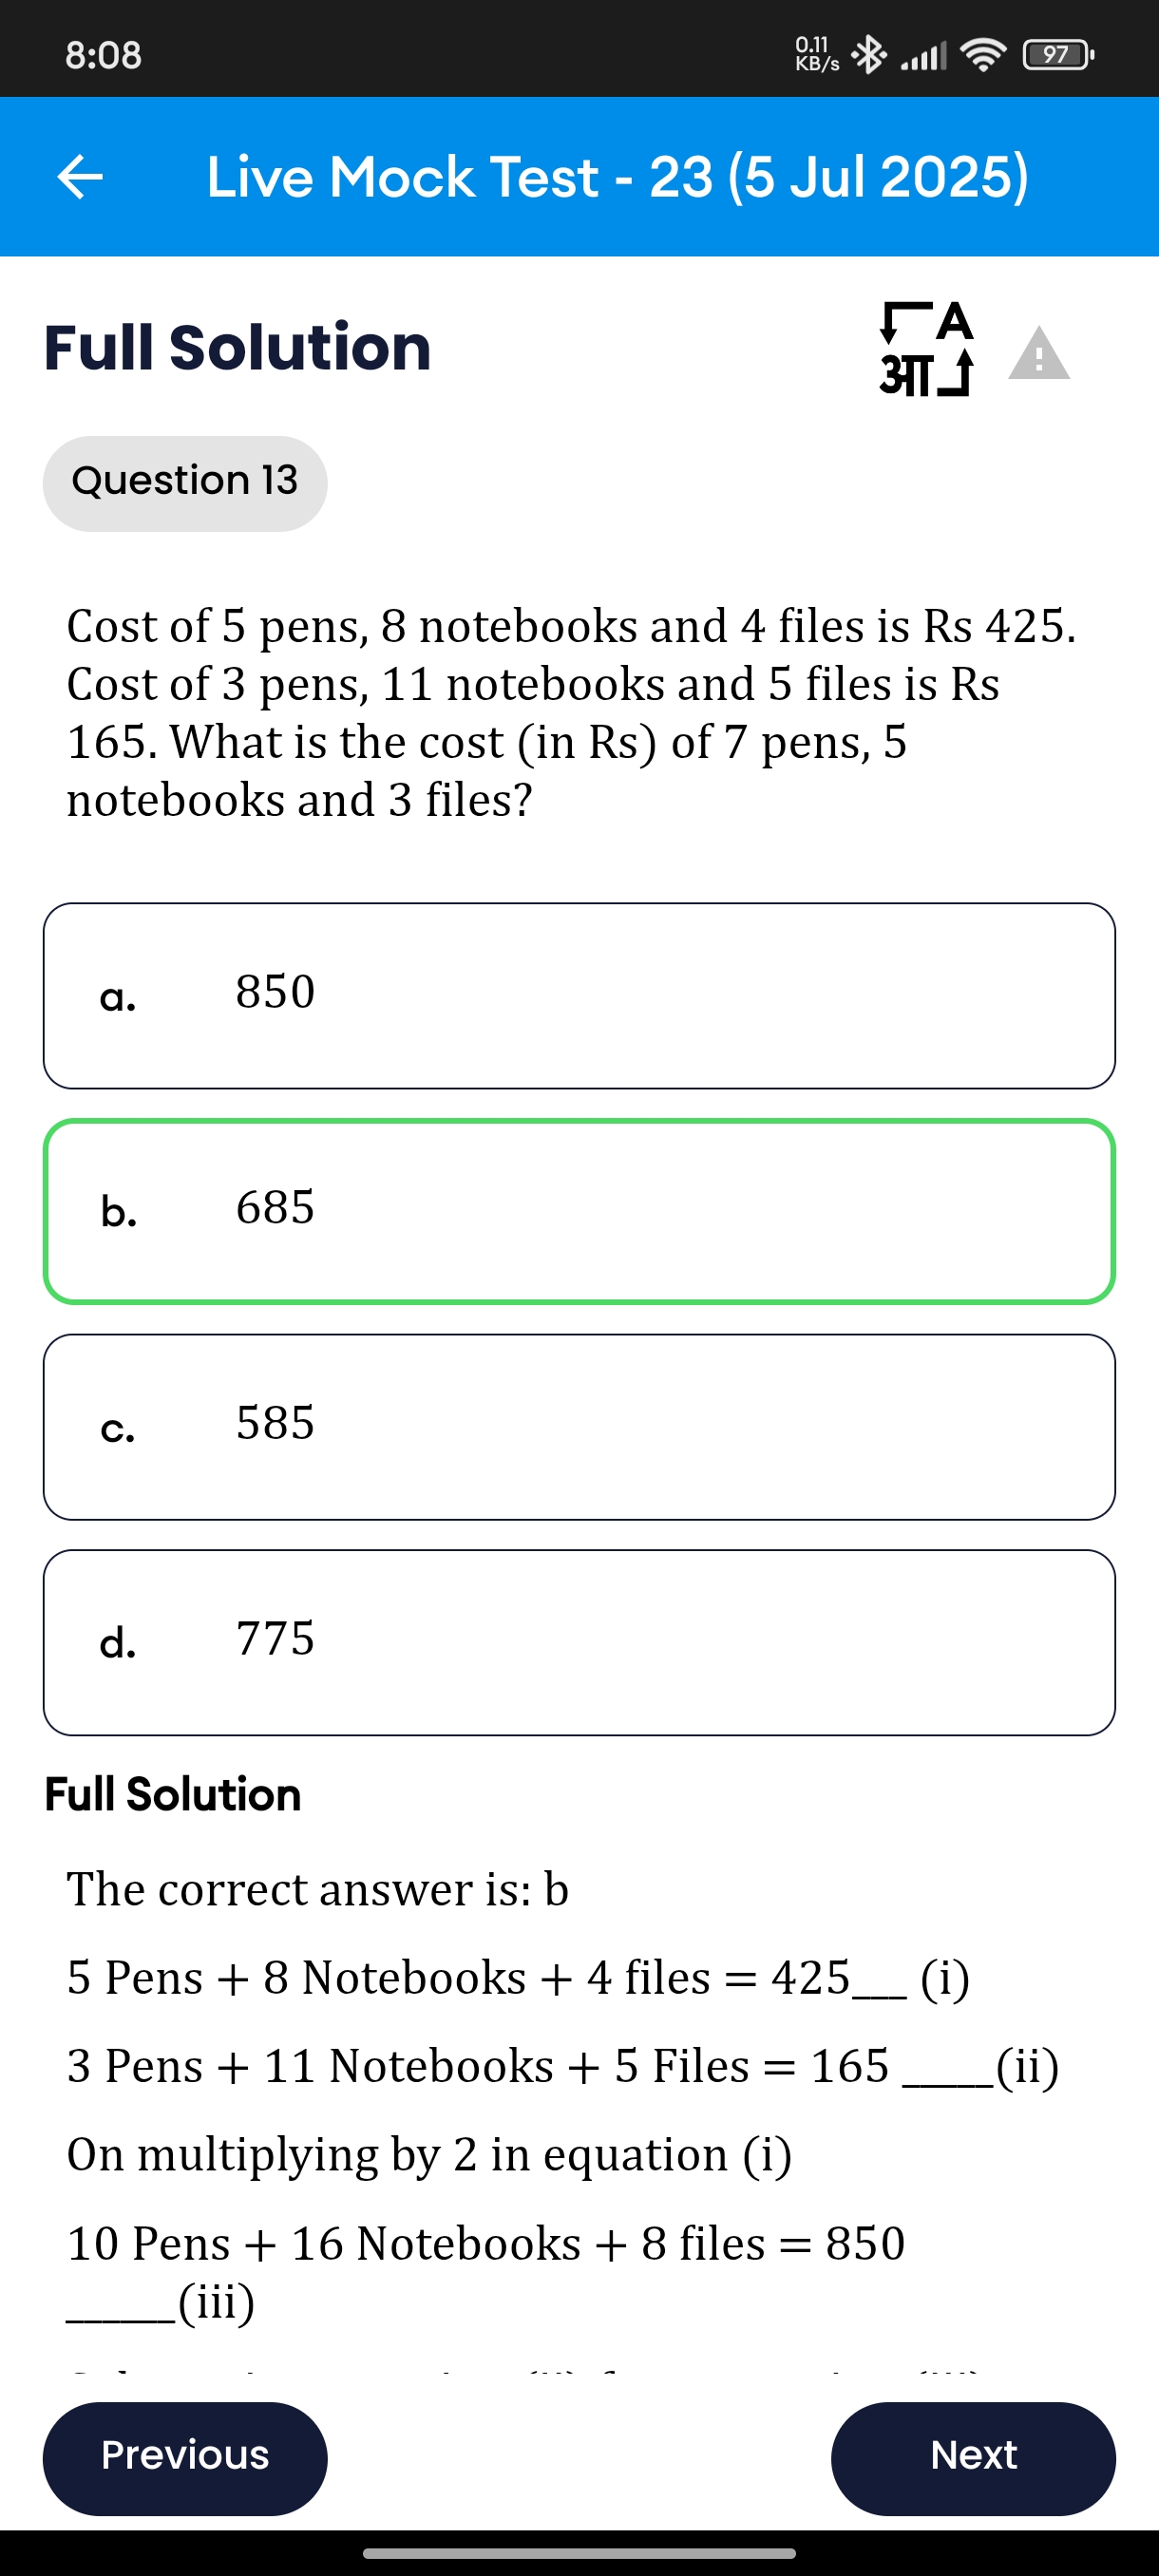 8:08
0.11
KB/s
97
Live Mock Test - 23 (5 Jul 2025)
Full Solution
A
आ
Question 13
Cost of 5 pens, 8 notebooks and 4 files is Rs 425.
Cost of 3 pens, 11 notebooks and 5 files is Rs
165. What is the cost (in Rs) of 7 pens, 5
notebooks and 3 files?
a. 850
b. 685
c. 585
d. 775
Full Solution
The correct answer is: b
5 Pens + 8 Notebooks + 4 files = 425___ (i)
3 Pens + 11 Notebooks + 5 Files = 165 _____(ii)
On multiplying by 2 in equation (i)
10 Pens + 16 Notebooks + 8 files = 850
______(iii)
Previous
Next